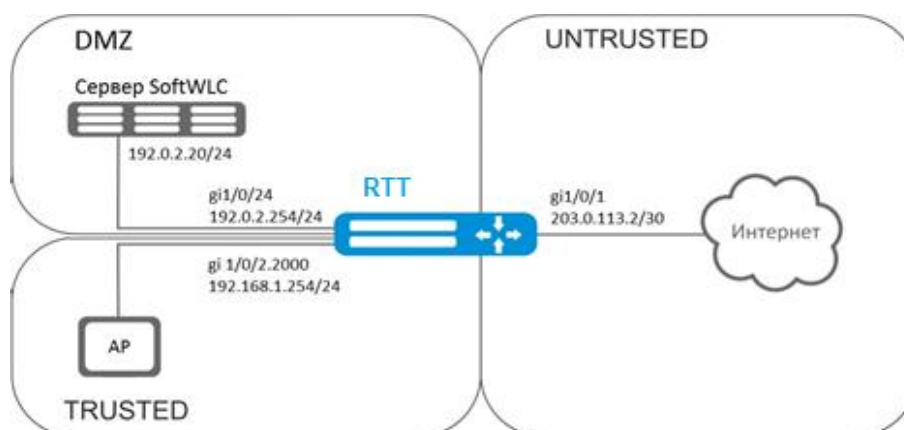 DMZ
UNTRUSTED
Сервер SoftWLC
192.0.2.20/24
gi1/0/24
192.0.2.254/24
RTT
gi1/0/1
203.0.113.2/30
Интернет
gi 1/0/2.2000
192.168.1.254/24
AP
TRUSTED